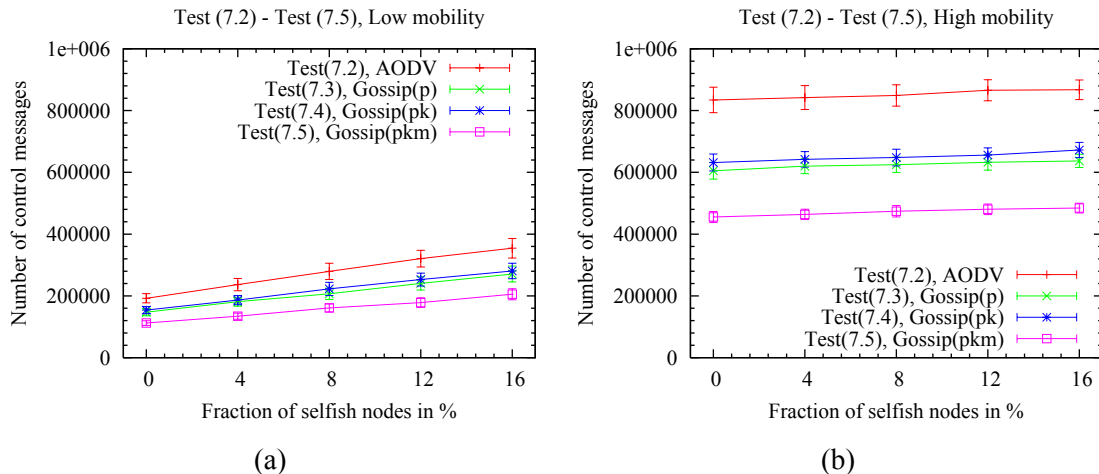 Test (7.2) - Test (7.5), Low mobility
1e+006
800000
600000
400000
200000
0
Number of control messages
Test(7.2), AODV
Test(7.3), Gossip(p)
Test(7.4), Gossip(pk)
Test(7.5), Gossip(pkm)
0 4 8 12 16
Fraction of selfish nodes in %
(a)
Test (7.2) - Test (7.5), High mobility
1e+006
800000
600000
400000
200000
0
Number of control messages
Test(7.2), AODV
Test(7.3), Gossip(p)
Test(7.4), Gossip(pk)
Test(7.5), Gossip(pkm)
0 4 8 12 16
Fraction of selfish nodes in %
(b)